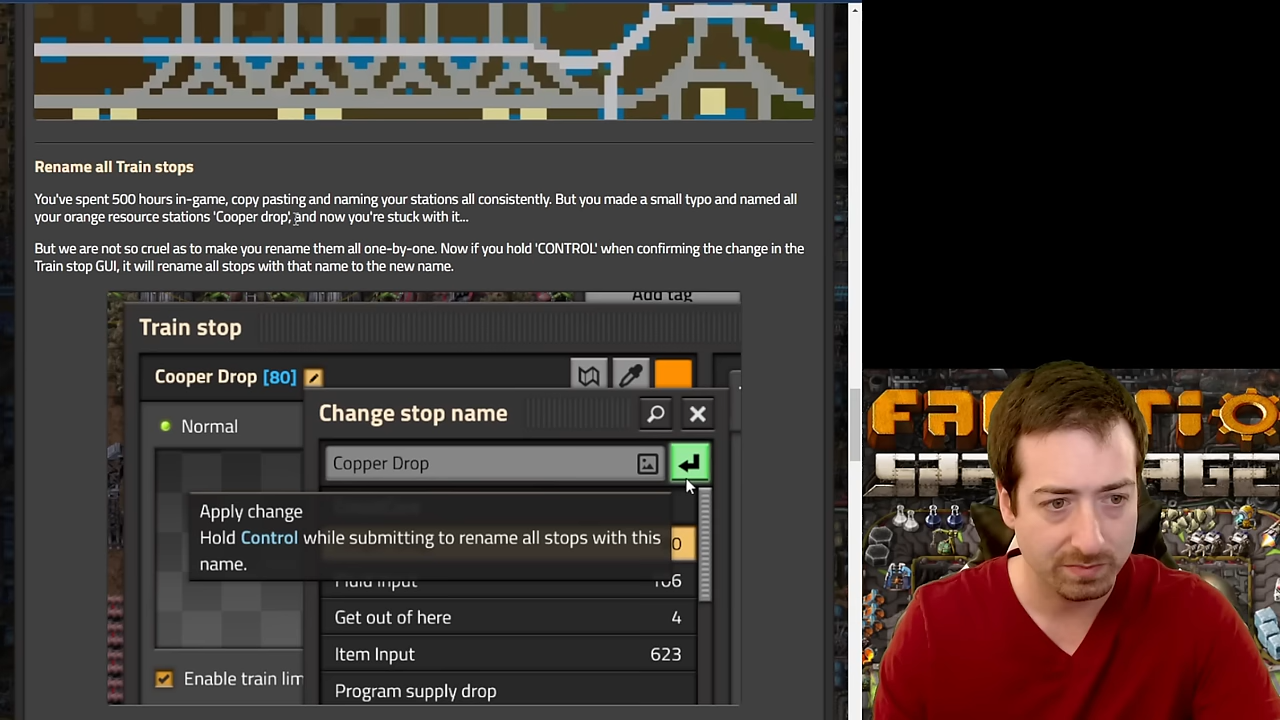 Rename all Train stops
You've spent 500 hours in-game, copy pasting and naming your stations all consistently. But you made a small typo and named all
your orange resource stations 'Cooper drop', and now you're stuck with it...
But we are not so cruel as to make you rename them all one-by-one. Now if you hold 'CONTROL' when confirming the change in the
Train stop GUI, it will rename all stops with that name to the new name.
Add tag
Train stop
Cooper Drop [80]
Change stop name
Normal
Copper Drop
Apply change
Hold Control while submitting to rename all stops with this
name.
0
Fluid Input 106
Get out of here 4
Item Input 623
Program supply drop
Enable train lim